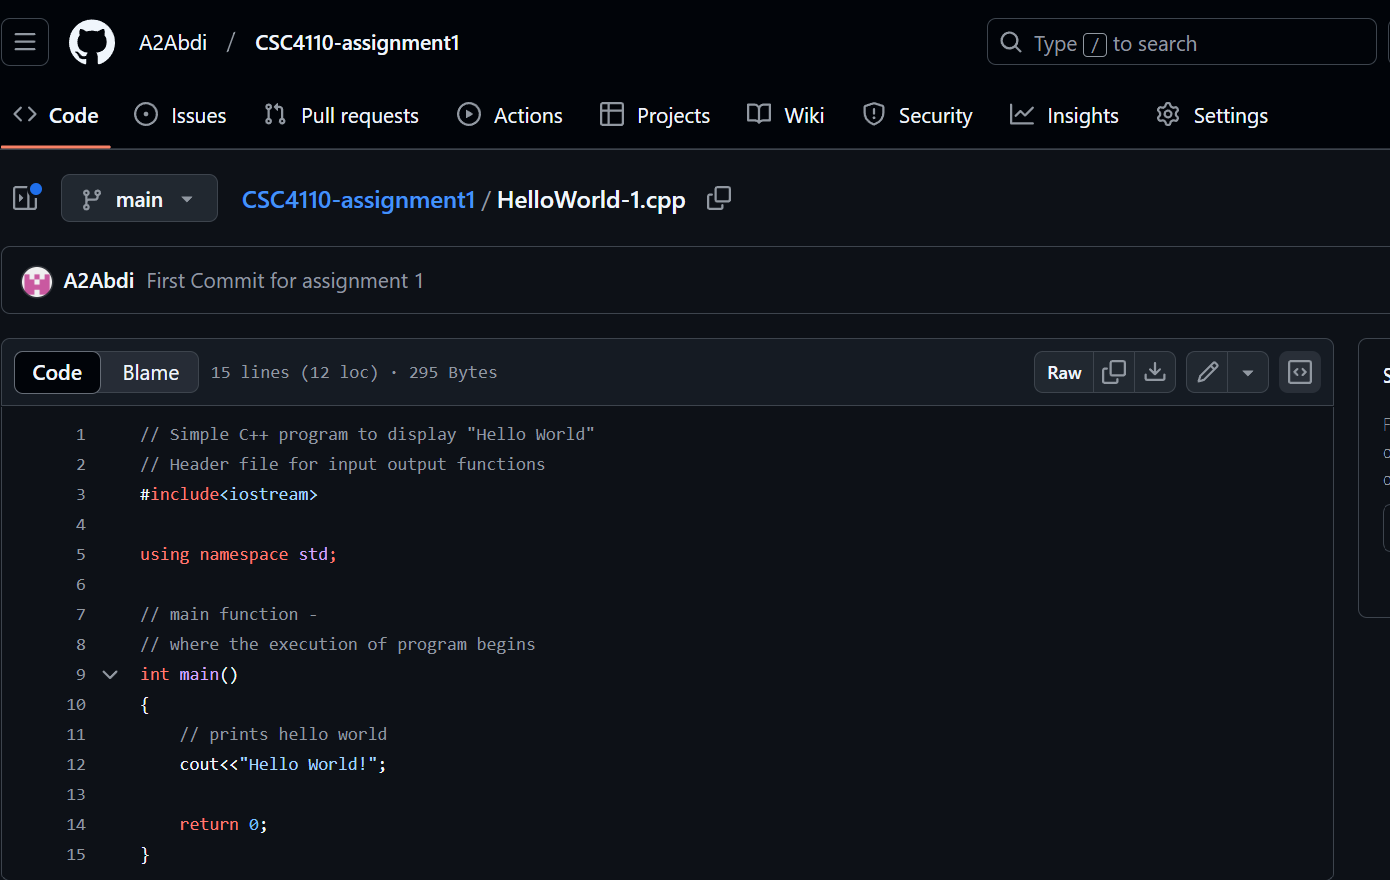 A2Abdi / CSC4110-assignment1
Type / to search
Code Issues Pull requests Actions Projects Wiki Security Insights Settings
main CSC4110-assignment1 / HelloWorld-1.cpp
A2Abdi First Commit for assignment 1
Code Blame 15 lines (12 loc) · 295 Bytes Raw
1 // Simple C++ program to display "Hello World"
2 // Header file for input output functions
3 #include<iostream>
4
5 using namespace std;
6
7 // main function -
8 // where the execution of program begins
9 int main()
10 {
11 // prints hello world
12 cout<<"Hello World!";
13
14 return 0;
15 }